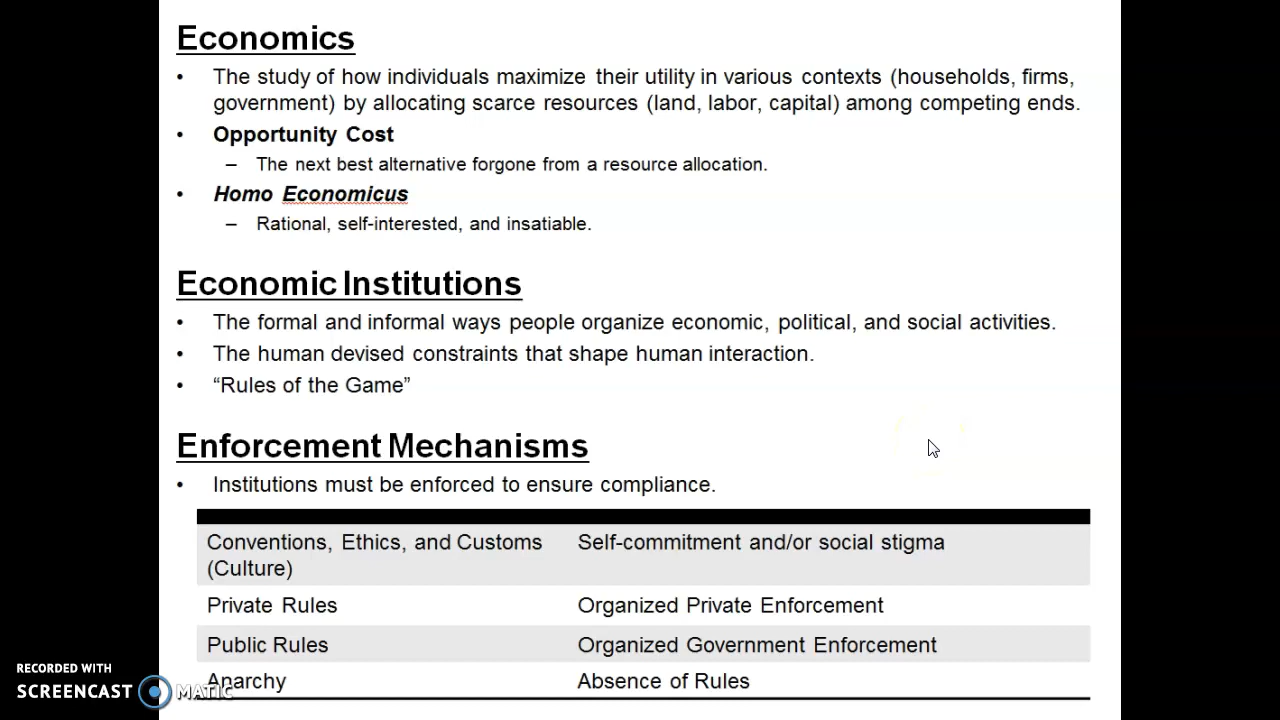 Economics
• The study of how individuals maximize their utility in various contexts (households, firms,
government) by allocating scarce resources (land, labor, capital) among competing ends.
• Opportunity Cost
– The next best alternative forgone from a resource allocation.
• Homo Economicus
– Rational, self-interested, and insatiable.
Economic Institutions
• The formal and informal ways people organize economic, political, and social activities.
• The human devised constraints that shape human interaction.
• “Rules of the Game”
Enforcement Mechanisms
• Institutions must be enforced to ensure compliance.
Conventions, Ethics, and Customs Self-commitment and/or social stigma
(Culture)
Private Rules Organized Private Enforcement
Public Rules Organized Government Enforcement
Anarchy Absence of Rules
RECORDED WITH
SCREENCAST MATIC